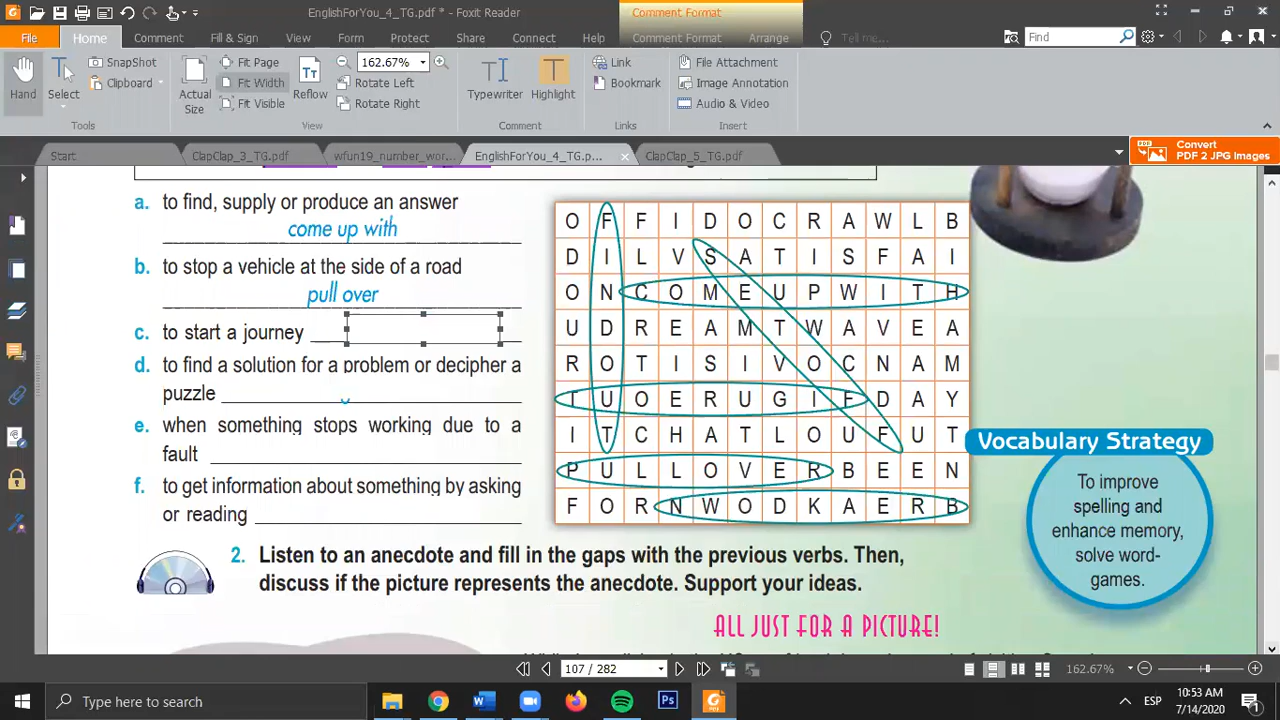 EnglishForYou_4_TG.pdf * - Foxit Reader
Comment Format
File
Home
Comment
Fill & Sign
View
Form
Protect
Share
Connect
Help
Comment Format
Arrange
Tell me...
Find
Hand
Select
SnapShot
Clipboard
Tools
Actual Size
Fit Page
Fit Width
Fit Visible
Reflow
162.67%
Rotate Left
Rotate Right
View
Typewriter
Highlight
Comment
Link
Bookmark
Links
File Attachment
Image Annotation
Audio & Video
Insert
Start
ClapClap_3_TG.pdf
wfun19_number_wor...
EnglishForYou_4_TG.p...
ClapClap_5_TG.pdf
Convert
PDF 2 JPG Images
a. to find, supply or produce an answer
come up with
b. to stop a vehicle at the side of a road
pull over
c. to start a journey
d. to find a solution for a problem or decipher a
puzzle
e. when something stops working due to a
fault
f. to get information about something by asking
or reading
O F F I D O C R A W L B
D I L V S A T I S F A I
O N C O M E U P W I T H
U D R E A M T W A V E A
R O T I S I V O C N A M
T U O E R U G I F D A Y
I T C H A T L O U F U T
P U L L O V E R B E E N
F O R N W O D K A E R B
Vocabulary Strategy
To improve
spelling and
enhance memory,
solve word-
games.
2. Listen to an anecdote and fill in the gaps with the previous verbs. Then,
discuss if the picture represents the anecdote. Support your ideas.
ALL JUST FOR A PICTURE!
107 / 282
162.67%
Type here to search
ESP
10:53 AM
7/14/2020